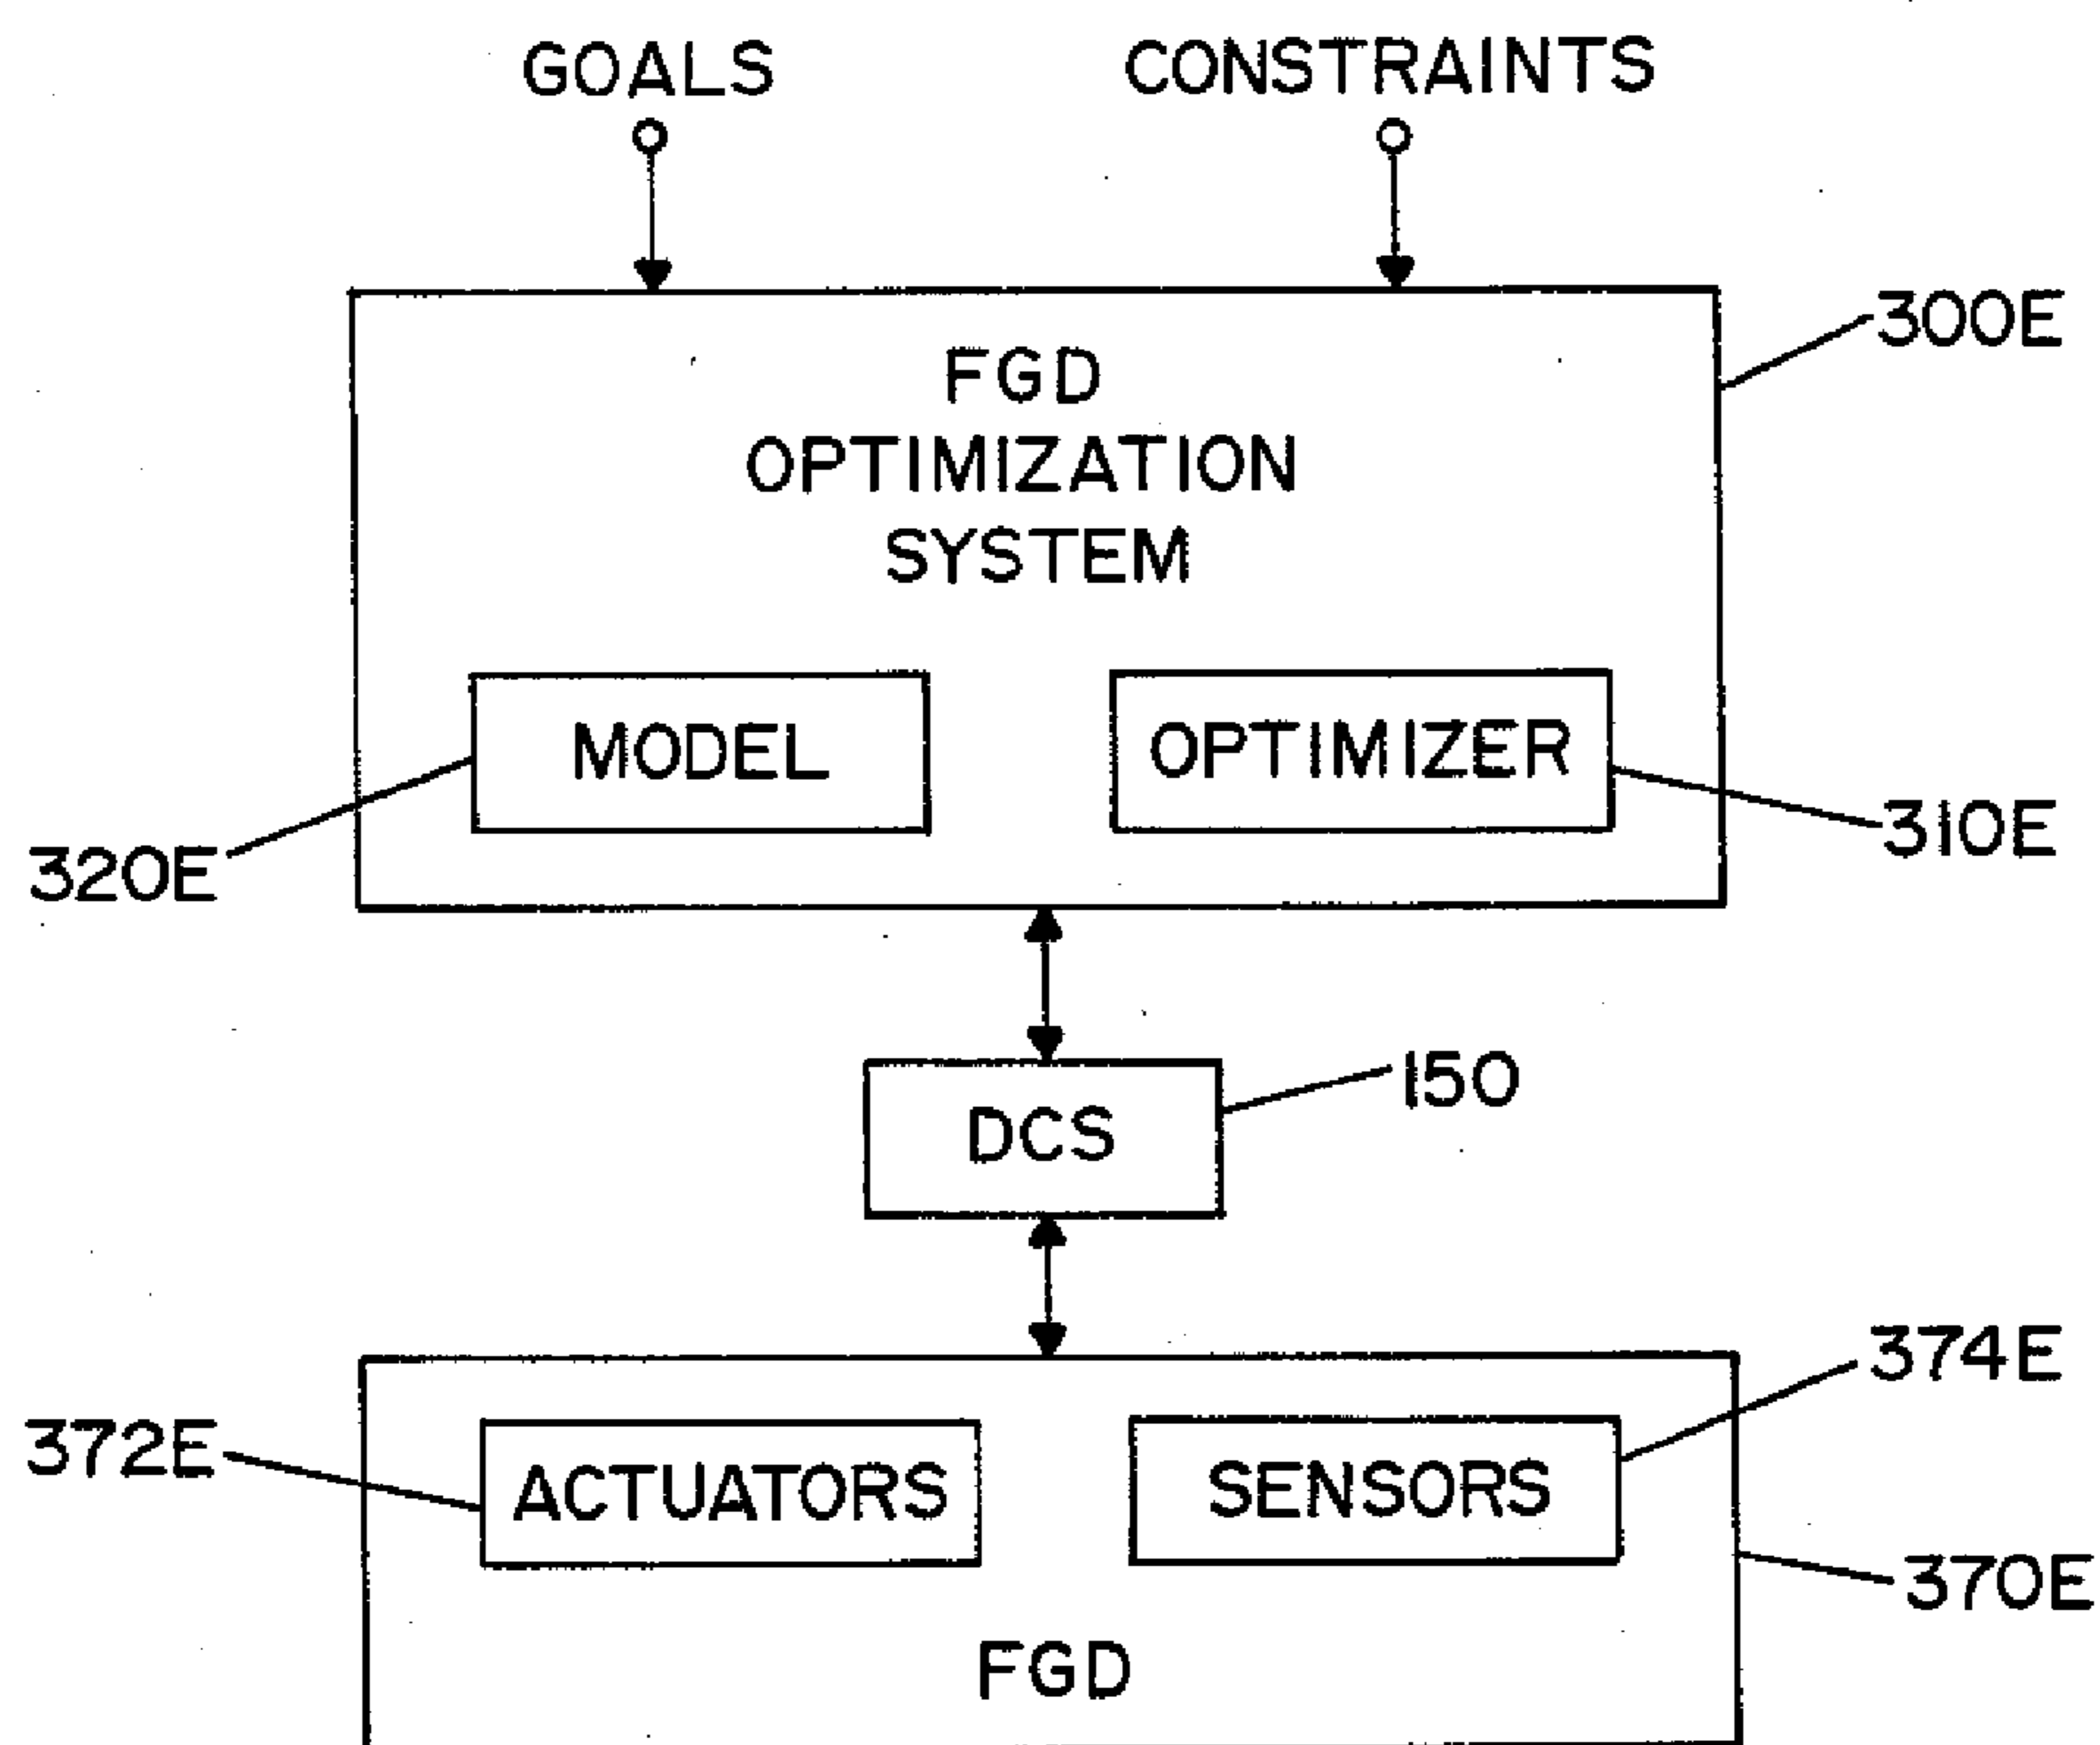 GOALS
CONSTRAINTS
300E
FGD
OPTIMIZATION
SYSTEM
MODEL
OPTIMIZER
320E
310E
DCS
150
374E
372E
ACTUATORS
SENSORS
370E
FGD